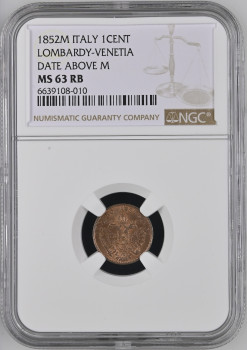 1852M ITALY 1CENT
LOMBARDY-VENETIA
DATE ABOVE M
MS 63 RB
6639108-010
NUMISMATIC GUARANTY COMPANY
NGC